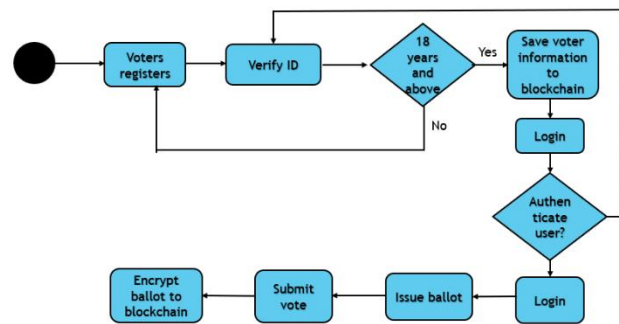 Voters
registers
Verify ID
18
years
and
above
Yes
No
Save voter
information
to
blockchain
Login
Authen
ticate
user?
Login
Issue ballot
Submit
vote
Encrypt
ballot to
blockchain